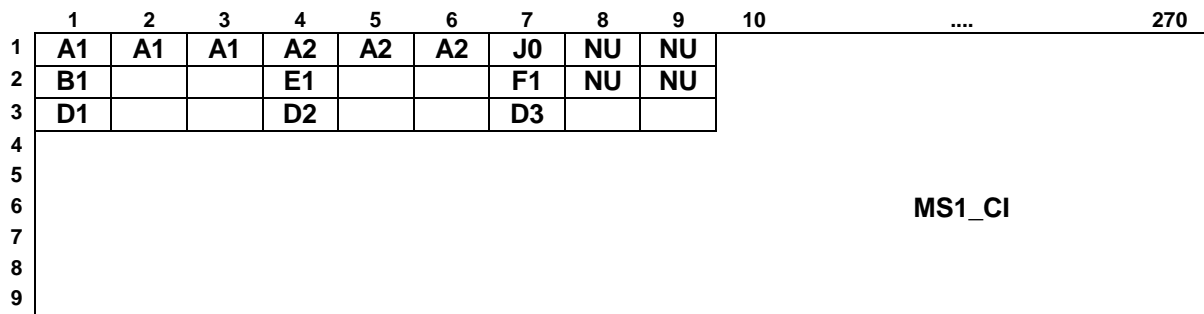 1 2 3 4 5 6 7 8 9 10 .... 270
1 A1 A1 A1 A2 A2 A2 J0 NU NU
2 B1 E1 F1 NU NU
3 D1 D2 D3
4
5
6 MS1_CI
7
8
9